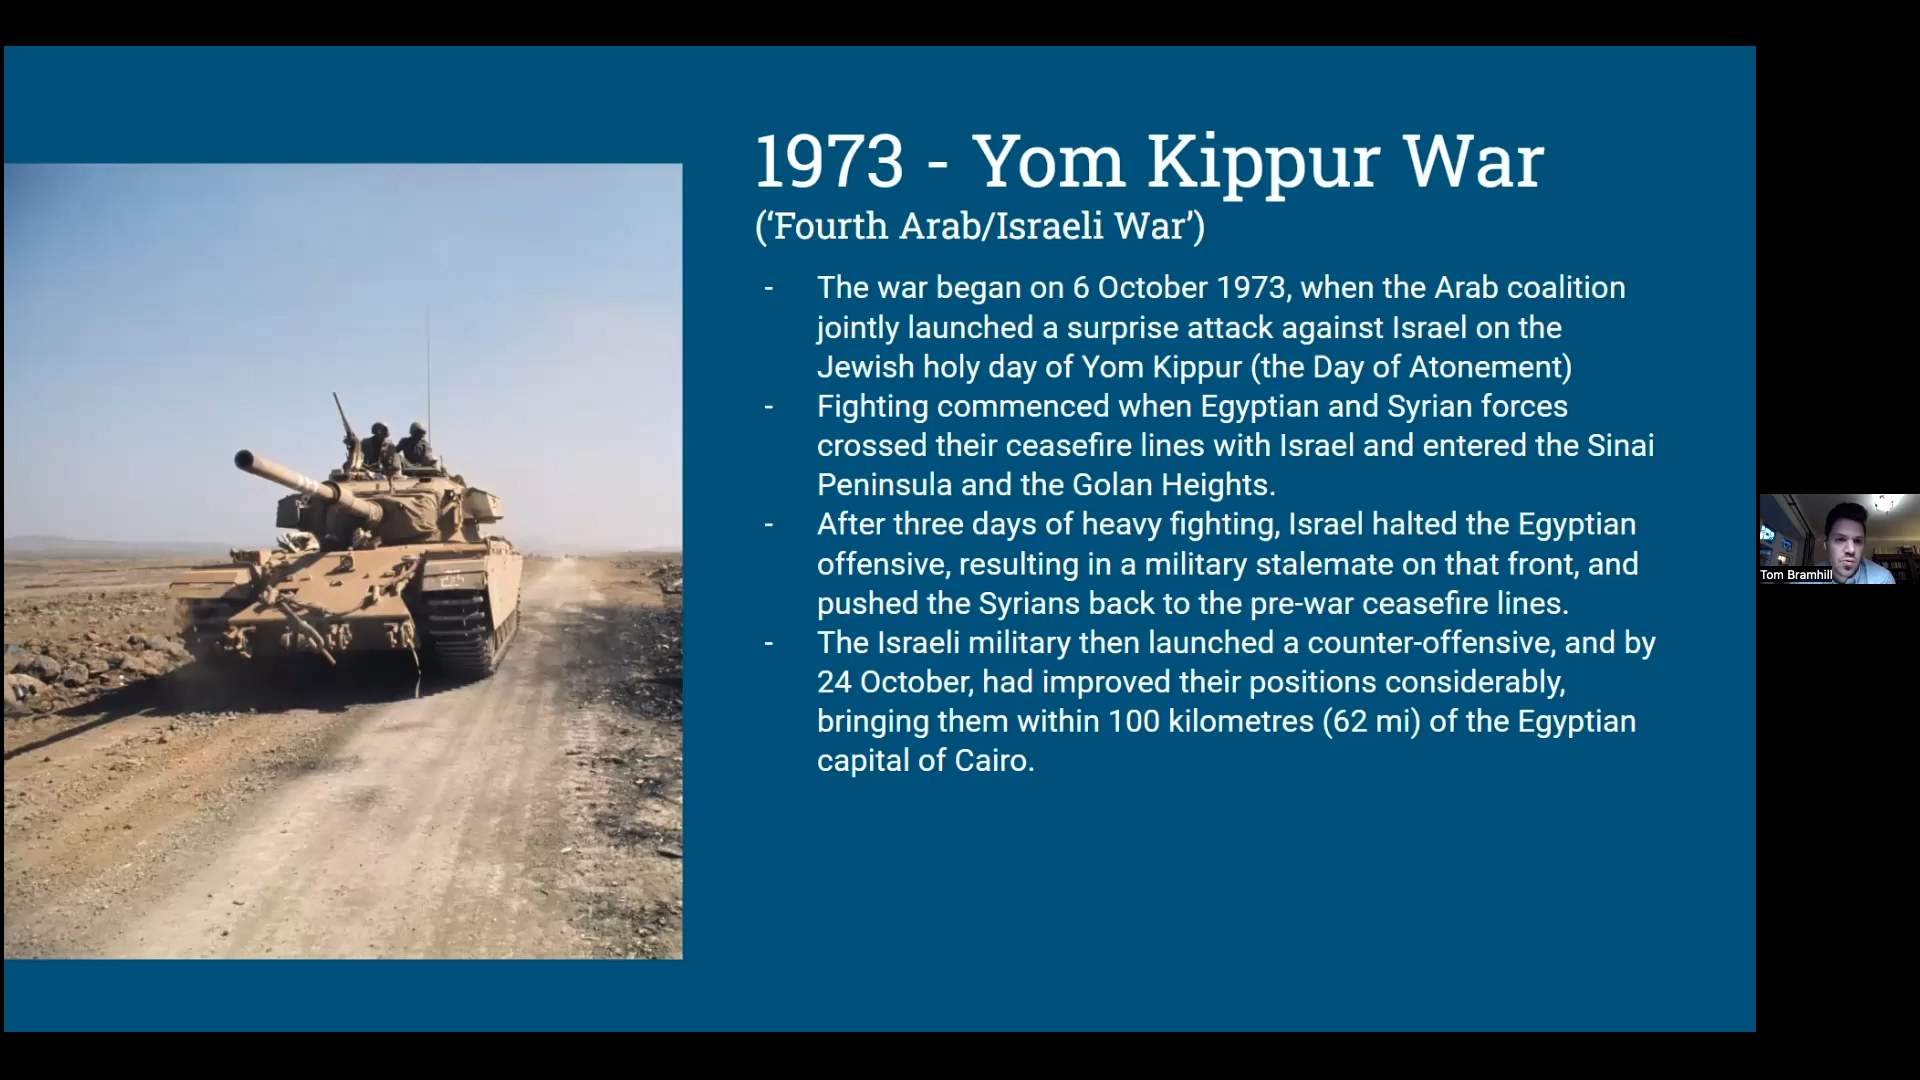 1973 - Yom Kippur War
(‘Fourth Arab/Israeli War’)
- The war began on 6 October 1973, when the Arab coalition
jointly launched a surprise attack against Israel on the
Jewish holy day of Yom Kippur (the Day of Atonement)
- Fighting commenced when Egyptian and Syrian forces
crossed their ceasefire lines with Israel and entered the Sinai
Peninsula and the Golan Heights.
- After three days of heavy fighting, Israel halted the Egyptian
offensive, resulting in a military stalemate on that front, and
pushed the Syrians back to the pre-war ceasefire lines.
- The Israeli military then launched a counter-offensive, and by
24 October, had improved their positions considerably,
bringing them within 100 kilometres (62 mi) of the Egyptian
capital of Cairo.
Tom Bramhill